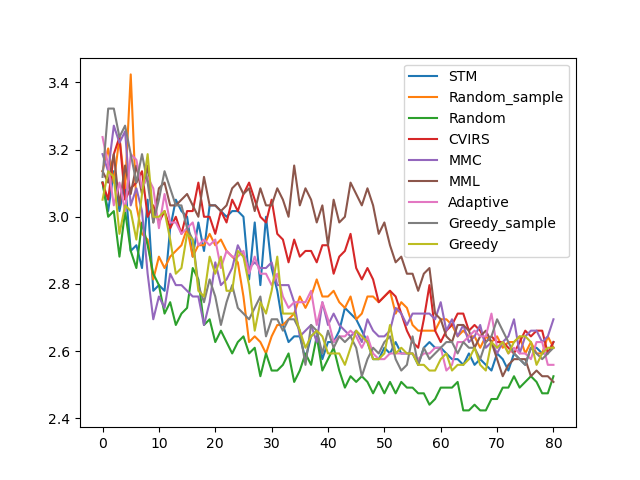 3.4
3.2
3.0
2.8
2.6
2.4
0 10 20 30 40 50 60 70 80
STM
Random_sample
Random
CVIRS
MMC
MML
Adaptive
Greedy_sample
Greedy